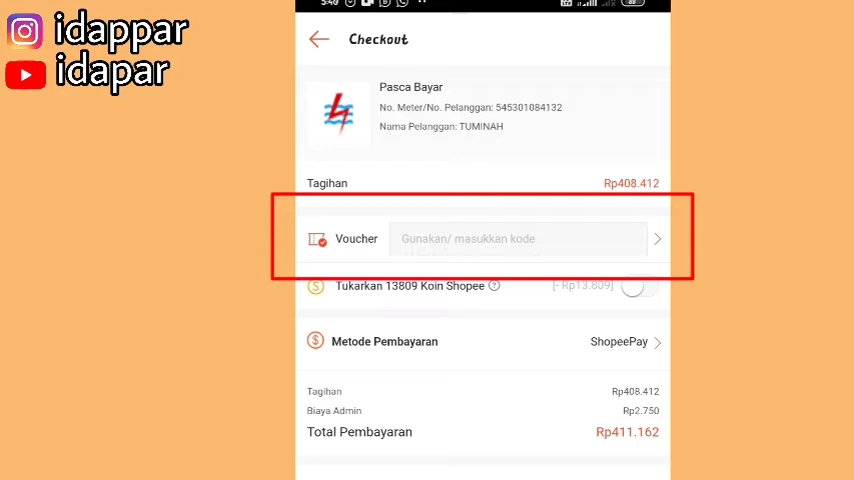 idappar
idapar
5:40
Checkout
Pasca Bayar
No. Meter/No. Pelanggan: 545301084132
Nama Pelanggan: TUMINAH
Tagihan Rp408.412
Voucher Gunakan/ masukkan kode
Tukarkan 13809 Koin Shopee [- Rp13.809]
Metode Pembayaran ShopeePay
Tagihan Rp408.412
Biaya Admin Rp2.750
Total Pembayaran Rp411.162